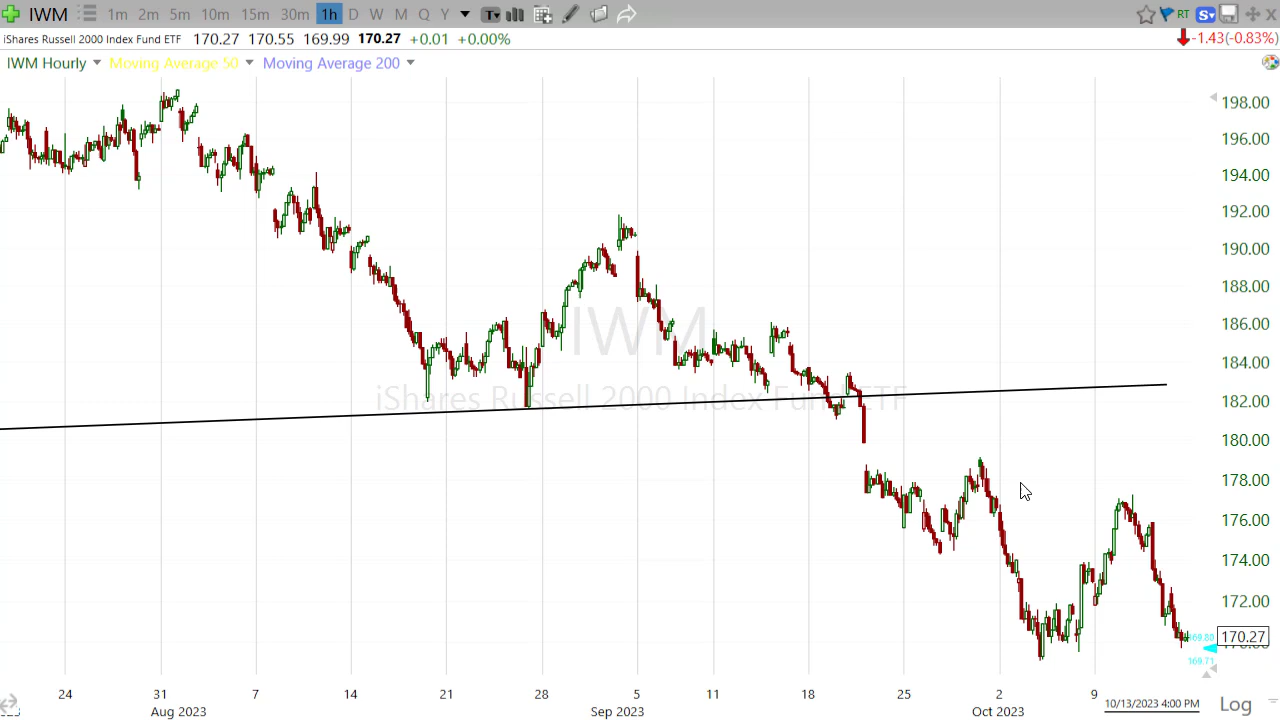 IWM 1m 2m 5m 10m 15m 30m 1h D W M Q Y T RT S
iShares Russell 2000 Index Fund ETF 170.27 170.55 169.99 170.27 +0.01 +0.00% -1.43(-0.83%)
IWM Hourly Moving Average 50 Moving Average 200
198.00
196.00
194.00
192.00
190.00
188.00
IWM
186.00
184.00
iShares Russell 2000 Index Fund ETF
182.00
180.00
178.00
176.00
174.00
172.00
169.80 170.27
169.71
24 31 7 14 21 28 5 11 18 25 2 9
Aug 2023 Sep 2023 Oct 2023 10/13/2023 4:00 PM Log